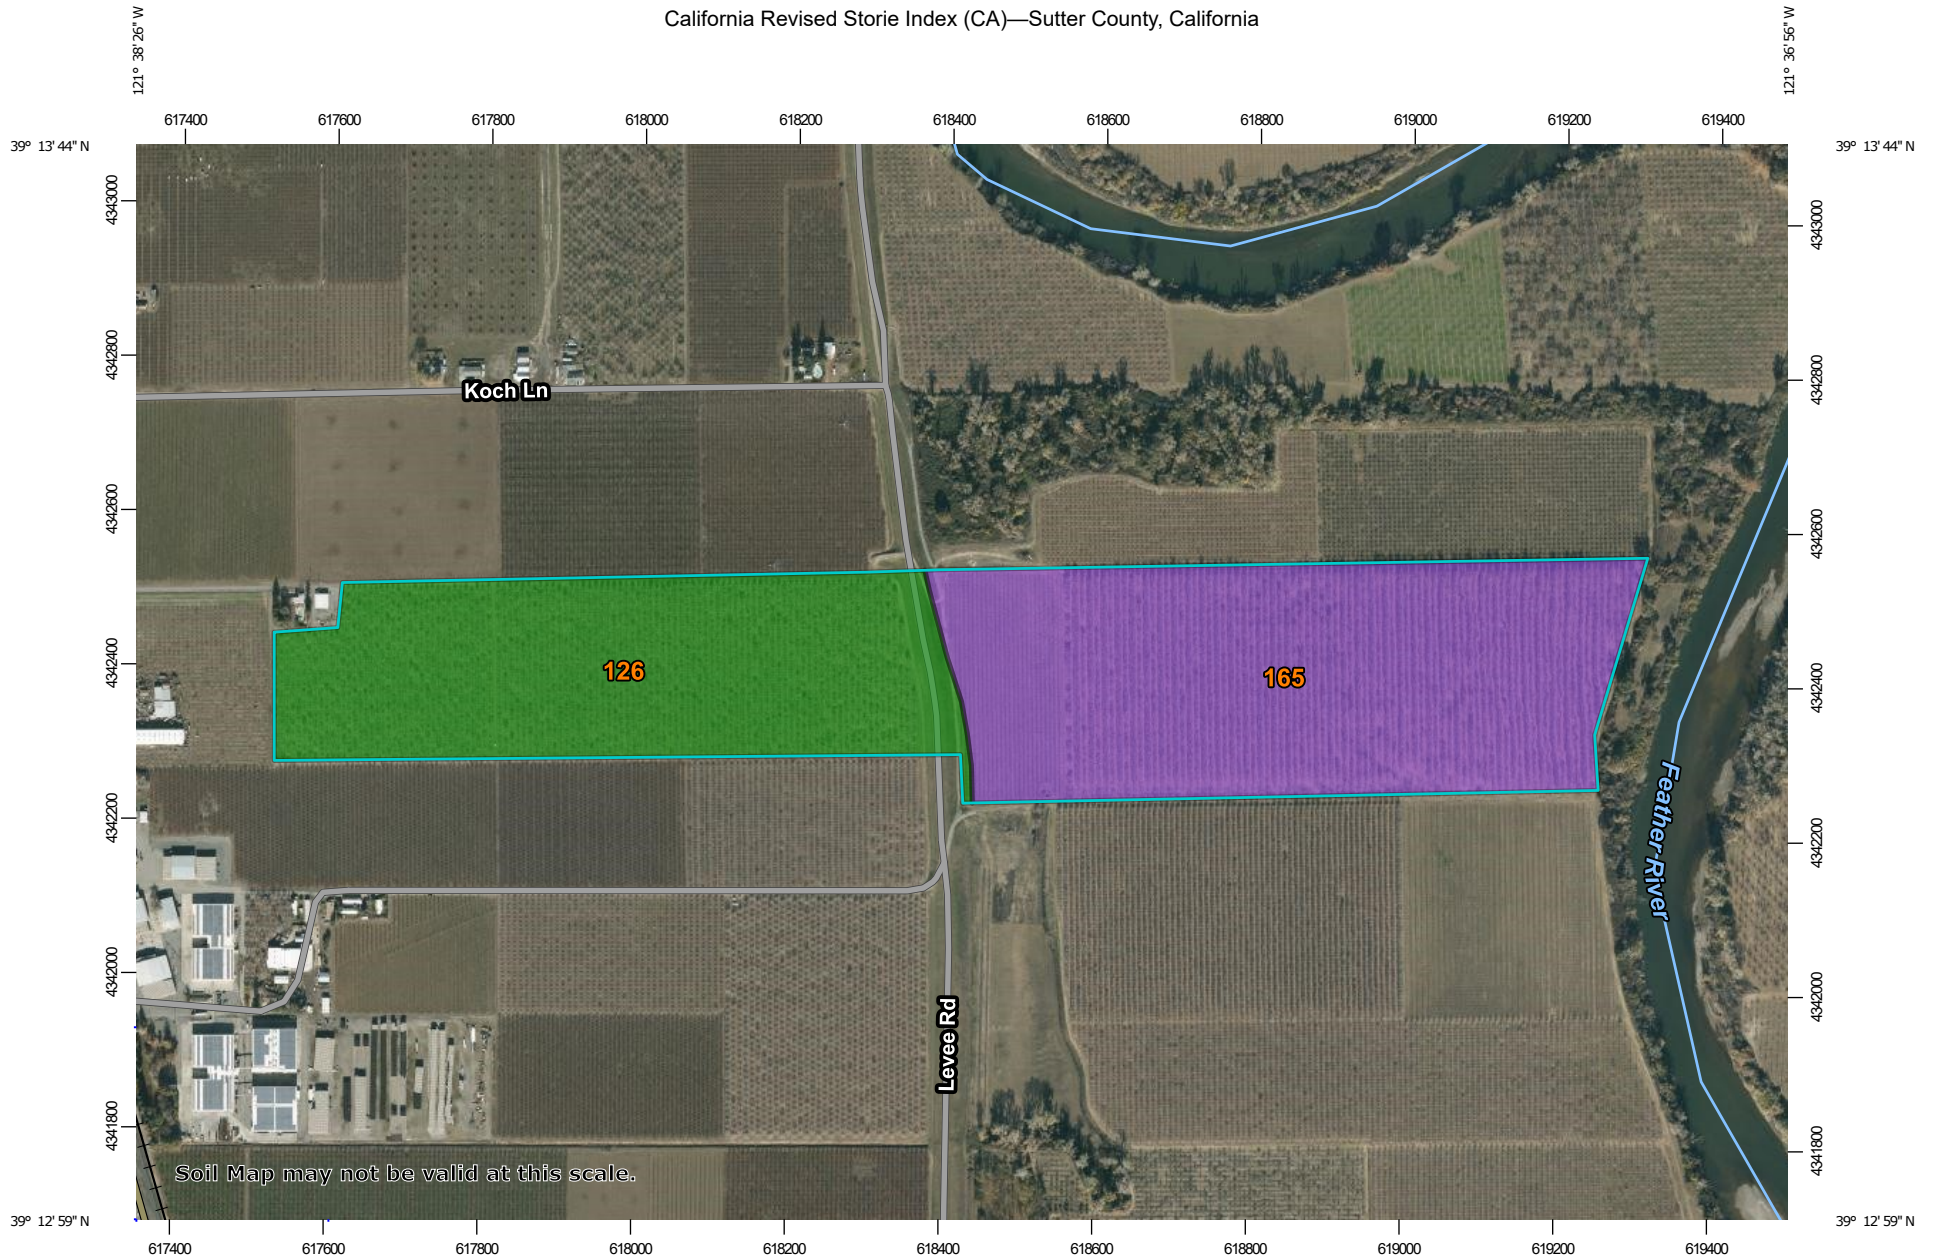 California Revised Storie Index (CA)—Sutter County, California
121° 38' 26" W
121° 36' 56" W
617400 617600 617800 618000 618200 618400 618600 618800 619000 619200 619400
39° 13' 44" N
39° 13' 44" N
4343000
4343000
4342800
4342800
Koch Ln
4342600
4342600
4342400
4342400
126
165
4342200
4342200
Feather River
4342000
4342000
Levee Rd
4341800
4341800
Soil Map may not be valid at this scale.
39° 12' 59" N
39° 12' 59" N
617400 617600 617800 618000 618200 618400 618600 618800 619000 619200 619400